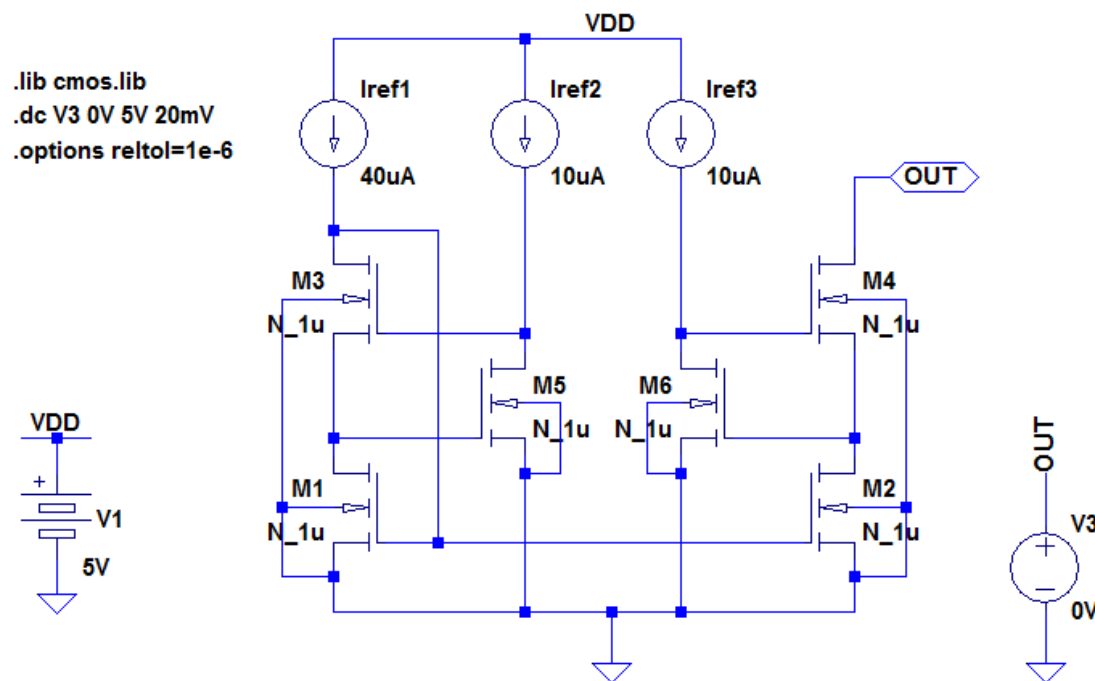 VDD
.lib cmos.lib
.dc V3 0V 5V 20mV
.options reltol=1e-6
Iref1
40uA
Iref2
10uA
Iref3
10uA
OUT
M3
N_1u
M4
N_1u
M5
N_1u
M6
N_1u
M1
N_1u
M2
N_1u
VDD
+
V1
5V
OUT
V3
+
−
0V